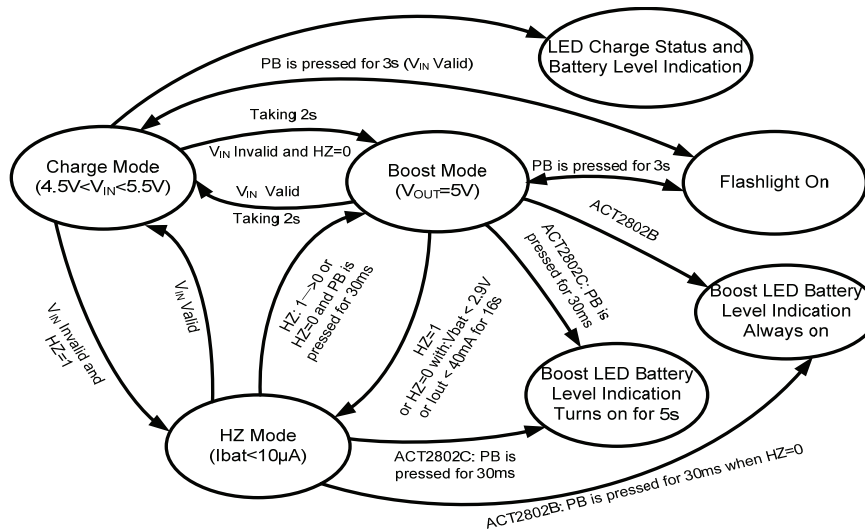 LED Charge Status and
Battery Level Indication
PB is pressed for 3s (VIN Valid)
Taking 2s
VIN Invalid and HZ=0
Charge Mode
(4.5V<VIN<5.5V)
Boost Mode
(VOUT=5V)
VIN Valid
Taking 2s
PB is pressed for 3s
Flashlight On
ACT2802B
ACT2802C: PB is
pressed for 30ms
Boost LED Battery
Level Indication
Always on
VIN Invalid and
HZ=1
VIN Valid
HZ: 1-->0 or
HZ=0 and PB is
pressed for 30ms
HZ=1
or HZ=0 with:Vbat < 2.9V
or Iout < 40mA for 16s
Boost LED Battery
Level Indication
Turns on for 5s
HZ Mode
(Ibat<10µA)
ACT2802C: PB is
pressed for 30ms
ACT2802B: PB is pressed for 30ms when HZ=0